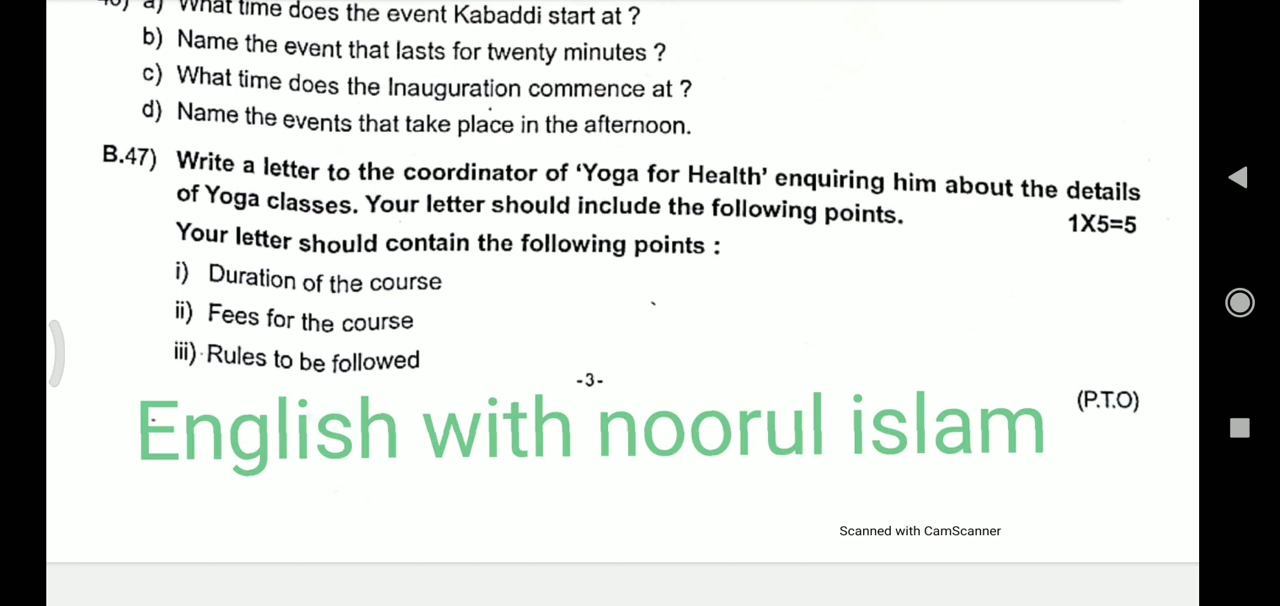 a) What time does the event Kabaddi start at ?
b) Name the event that lasts for twenty minutes ?
c) What time does the Inauguration commence at ?
d) Name the events that take place in the afternoon.
B.47) Write a letter to the coordinator of ‘Yoga for Health’ enquiring him about the details
of Yoga classes. Your letter should include the following points. 1X5=5
Your letter should contain the following points :
i) Duration of the course
ii) Fees for the course
iii) Rules to be followed
-3-
(P.T.O)
English with noorul islam
Scanned with CamScanner